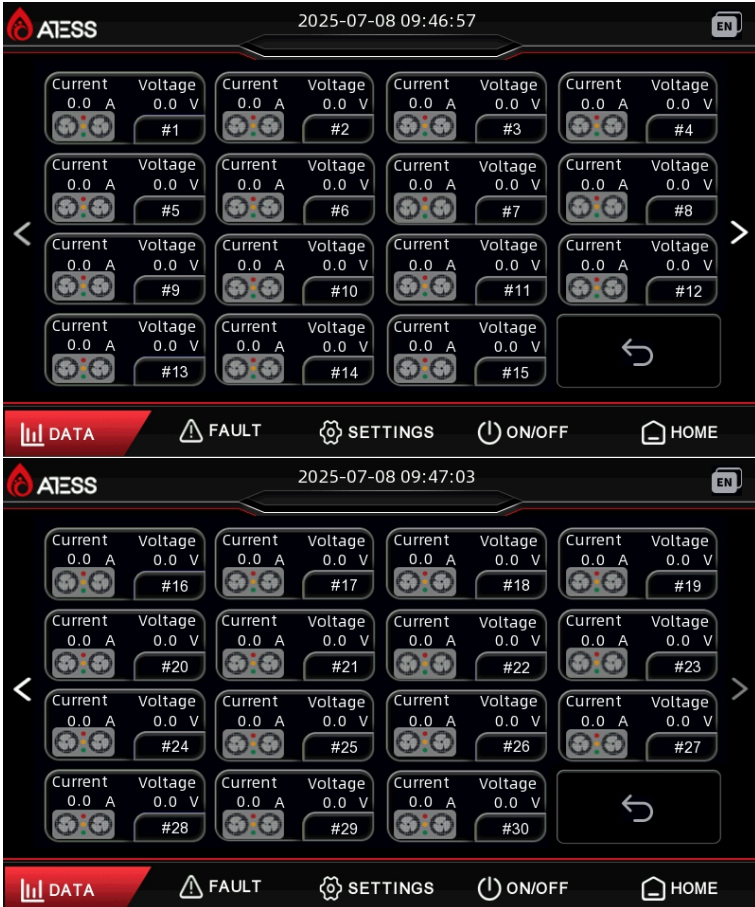 ATESS 2025-07-08 09:46:57 EN
Current Voltage Current Voltage Current Voltage Current Voltage
0.0 A 0.0 V 0.0 A 0.0 V 0.0 A 0.0 V 0.0 A 0.0 V
#1 #2 #3 #4
Current Voltage Current Voltage Current Voltage Current Voltage
0.0 A 0.0 V 0.0 A 0.0 V 0.0 A 0.0 V 0.0 A 0.0 V
#5 #6 #7 #8
Current Voltage Current Voltage Current Voltage Current Voltage
0.0 A 0.0 V 0.0 A 0.0 V 0.0 A 0.0 V 0.0 A 0.0 V
#9 #10 #11 #12
Current Voltage Current Voltage Current Voltage
0.0 A 0.0 V 0.0 A 0.0 V 0.0 A 0.0 V
#13 #14 #15
DATA FAULT SETTINGS ON/OFF HOME
ATESS 2025-07-08 09:47:03 EN
Current Voltage Current Voltage Current Voltage Current Voltage
0.0 A 0.0 V 0.0 A 0.0 V 0.0 A 0.0 V 0.0 A 0.0 V
#16 #17 #18 #19
Current Voltage Current Voltage Current Voltage Current Voltage
0.0 A 0.0 V 0.0 A 0.0 V 0.0 A 0.0 V 0.0 A 0.0 V
#20 #21 #22 #23
Current Voltage Current Voltage Current Voltage Current Voltage
0.0 A 0.0 V 0.0 A 0.0 V 0.0 A 0.0 V 0.0 A 0.0 V
#24 #25 #26 #27
Current Voltage Current Voltage Current Voltage
0.0 A 0.0 V 0.0 A 0.0 V 0.0 A 0.0 V
#28 #29 #30
DATA FAULT SETTINGS ON/OFF HOME